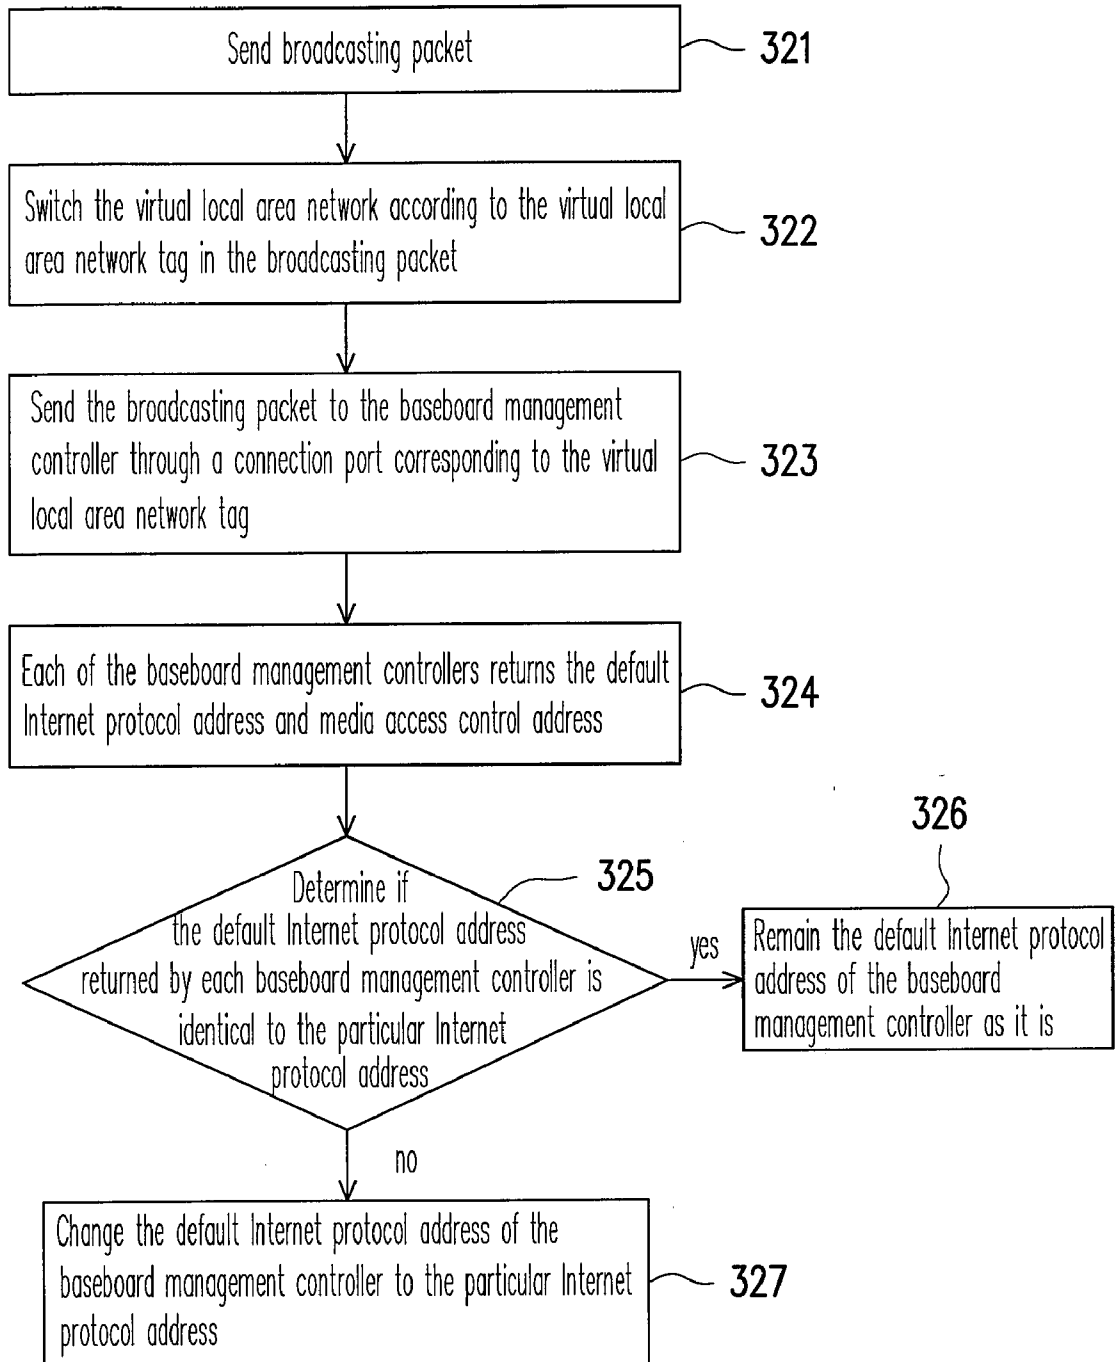 Send broadcasting packet
321
Switch the virtual local area network according to the virtual local
area network tag in the broadcasting packet
322
Send the broadcasting packet to the baseboard management
controller through a connection port corresponding to the virtual
local area network tag
323
Each of the baseboard management controllers returns the default
Internet protocol address and media access control address
324
Determine if
the default Internet protocol address
returned by each baseboard management controller is
identical to the particular Internet
protocol address
325
yes
326
Remain the default Internet protocol
address of the baseboard
management controller as it is
no
Change the default Internet protocol address of the
baseboard management controller to the particular Internet
protocol address
327